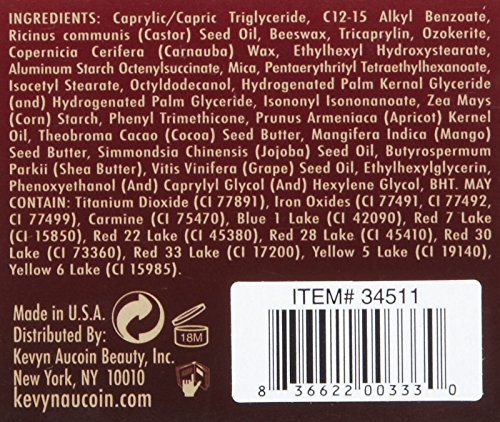 INGREDIENTS: Caprylic/Capric Triglyceride, C12-15 Alkyl Benzoate,
Ricinus communis (Castor) Seed Oil, Beeswax, Tricaprylin, Ozokerite,
Copernicia Cerifera (Carnauba) Wax, Ethylhexyl Hydroxystearate,
Aluminum Starch Octenylsuccinate, Mica, Pentaerythrityl Tetraethylhexanoate,
Isocetyl Stearate, Octyldodecanol, Hydrogenated Palm Kernal Glyceride
(and) Hydrogenated Palm Glyceride, Isononyl Isononanoate, Zea Mays
(Corn) Starch, Phenyl Trimethicone, Prunus Armeniaca (Apricot) Kernel
Oil, Theobroma Cacao (Cocoa) Seed Butter, Mangifera Indica (Mango)
Seed Butter, Simmondsia Chinensis (Jojoba) Seed Oil, Butyrospermum
Parkii (Shea Butter), Vitis Vinifera (Grape) Seed Oil, Ethylhexylglycerin,
Phenoxyethanol (And) Caprylyl Glycol (And) Hexylene Glycol, BHT. MAY
CONTAIN: Titanium Dioxide (CI 77891), Iron Oxides (CI 77491, CI 77492,
CI 77499), Carmine (CI 75470), Blue 1 Lake (CI 42090), Red 7 Lake
(CI 15850), Red 22 Lake (CI 45380), Red 28 Lake (CI 45410), Red 30
Lake (CI 73360), Red 33 Lake (CI 17200), Yellow 5 Lake (CI 19140),
Yellow 6 Lake (CI 15985).
Made in U.S.A.
Distributed By:
Kevyn Aucoin Beauty, Inc.
New York, NY 10010
kevynaucoin.com
18M
ITEM# 34511
8 36622 00333 0